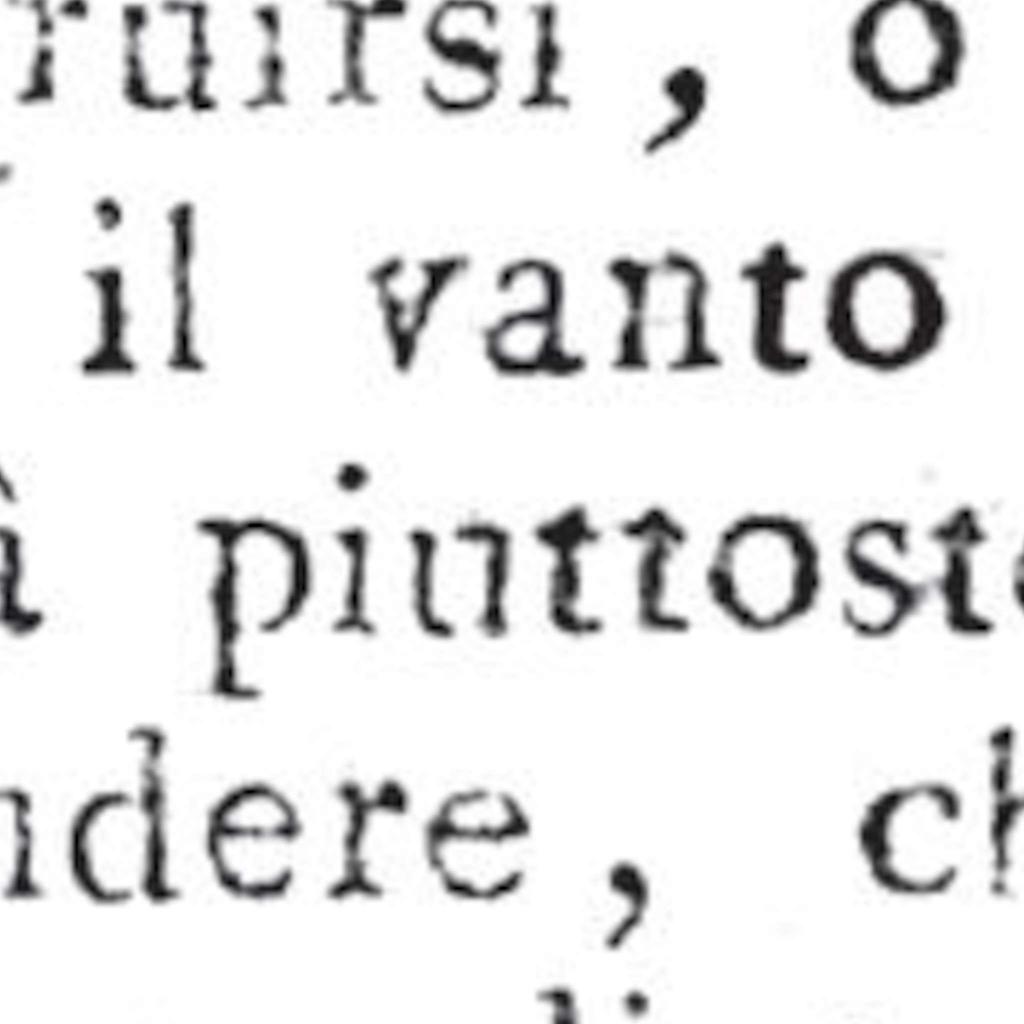 ruirsi, o
il vanto
à piuttosto
ndere, ch